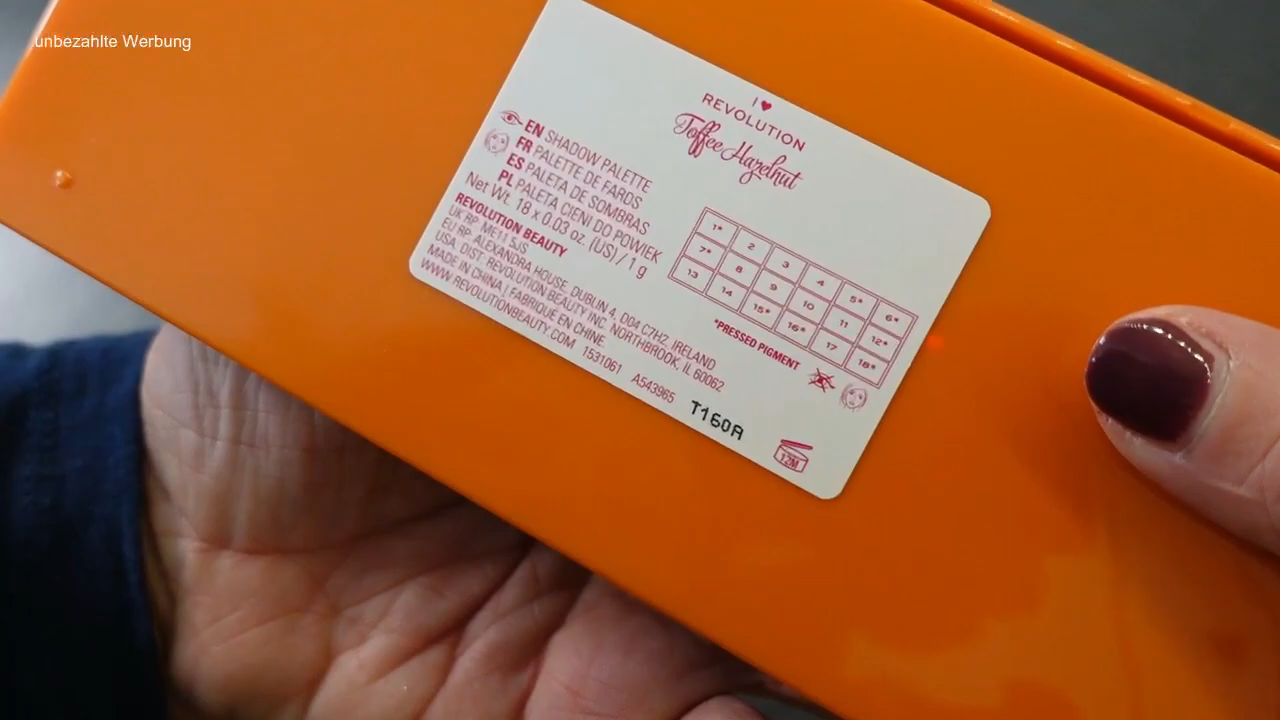 unbezahlte Werbung
I ♥
REVOLUTION
Toffee Hazelnut
EN SHADOW PALETTE
FR PALETTE DE FARDS
ES PALETA DE SOMBRAS
PL PALETA CIENI DO POWIEK
Net Wt. 18 x 0.03 oz. (US) / 1 g
REVOLUTION BEAUTY
UK RP: ME11 5JS
EU RP: ALEXANDRA HOUSE, DUBLIN 4, D04 C7H2, IRELAND
USA: DIST. REVOLUTION BEAUTY INC. NORTHBROOK, IL 60062
MADE IN CHINA | FABRIQUÉ EN CHINE.
WWW.REVOLUTIONBEAUTY.COM 1531061 A543965 T160A
1* 2 3 4 5* 6*
7* 8 9 10 11 12*
13 14 15* 16* 17 18*
*PRESSED PIGMENT
12M